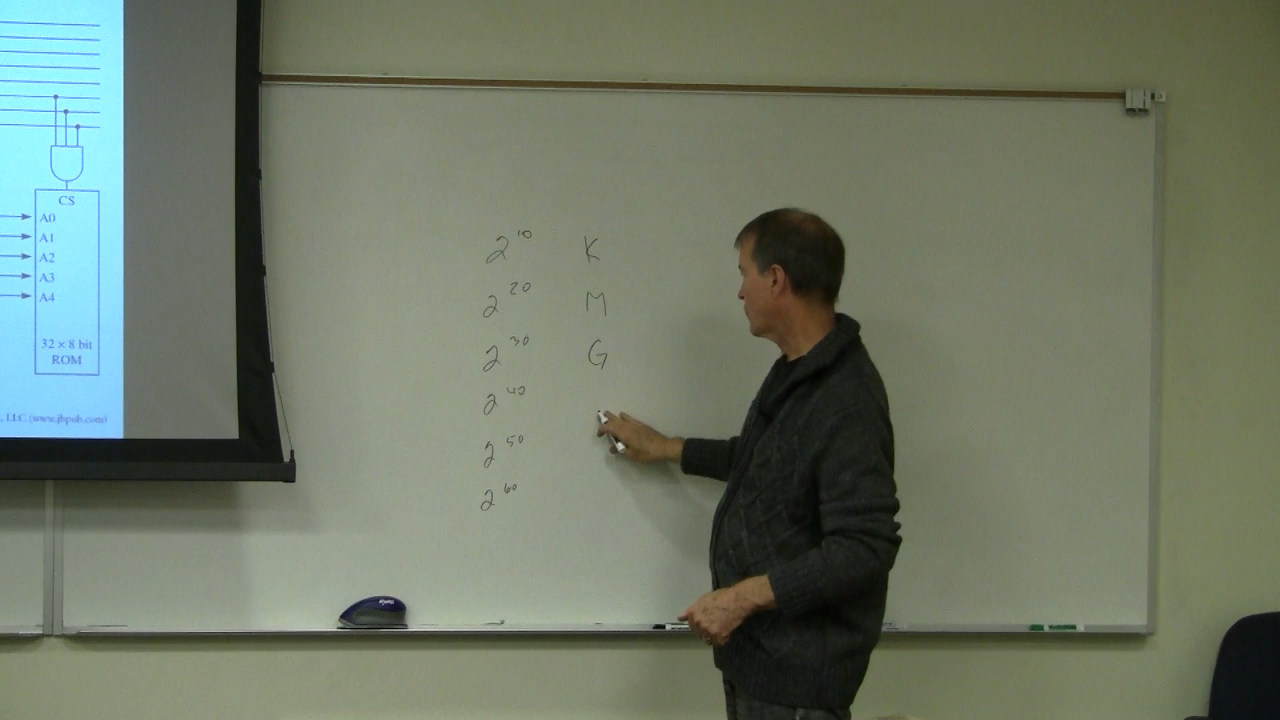 CS
A0
A1
A2
A3
A4
32 × 8 bit
ROM
, LLC (www.jbpub.com)
2^10 K
2^20 M
2^30 G
2^40
2^50
2^60